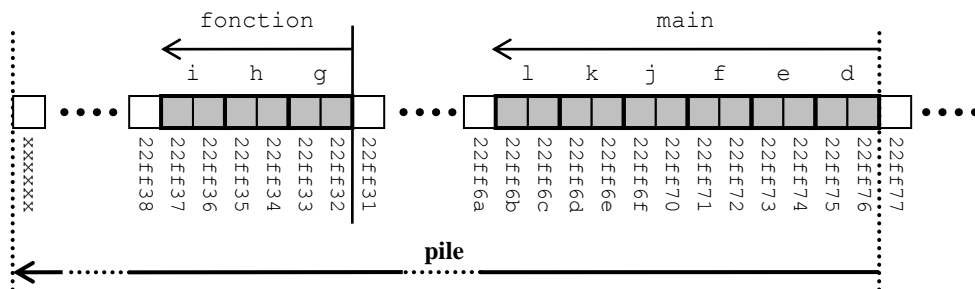 fonction main
i h g l k j f e d
xxxxxx 22ff38 22ff37 22ff36 22ff35 22ff34 22ff33 22ff32 22ff31 22ff6a 22ff6b 22ff6c 22ff6d 22ff6e 22ff6f 22ff70 22ff71 22ff72 22ff73 22ff74 22ff75 22ff76 22ff77
pile